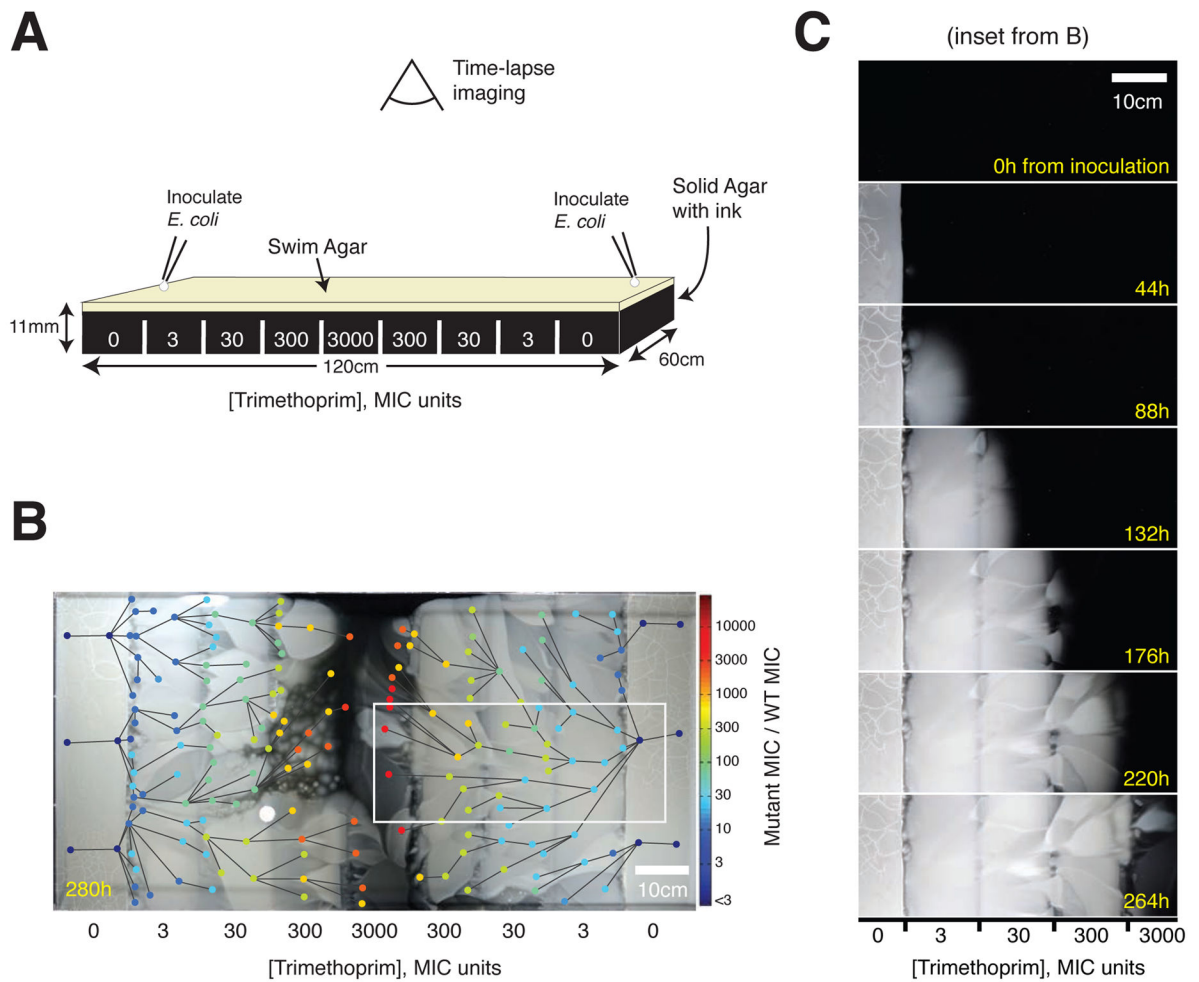 A
Time-lapse
imaging
Inoculate
E. coli
Swim Agar
Inoculate
E. coli
Solid Agar
with ink
11mm
0 3 30 300 3000 300 30 3 0
120cm
60cm
[Trimethoprim], MIC units
B
280h
10cm
10000
3000
1000
300
100
30
10
3
<3
Mutant MIC / WT MIC
0 3 30 300 3000 300 30 3 0
[Trimethoprim], MIC units
C
(inset from B)
10cm
0h from inoculation
44h
88h
132h
176h
220h
264h
0 3 30 300 3000
[Trimethoprim], MIC units